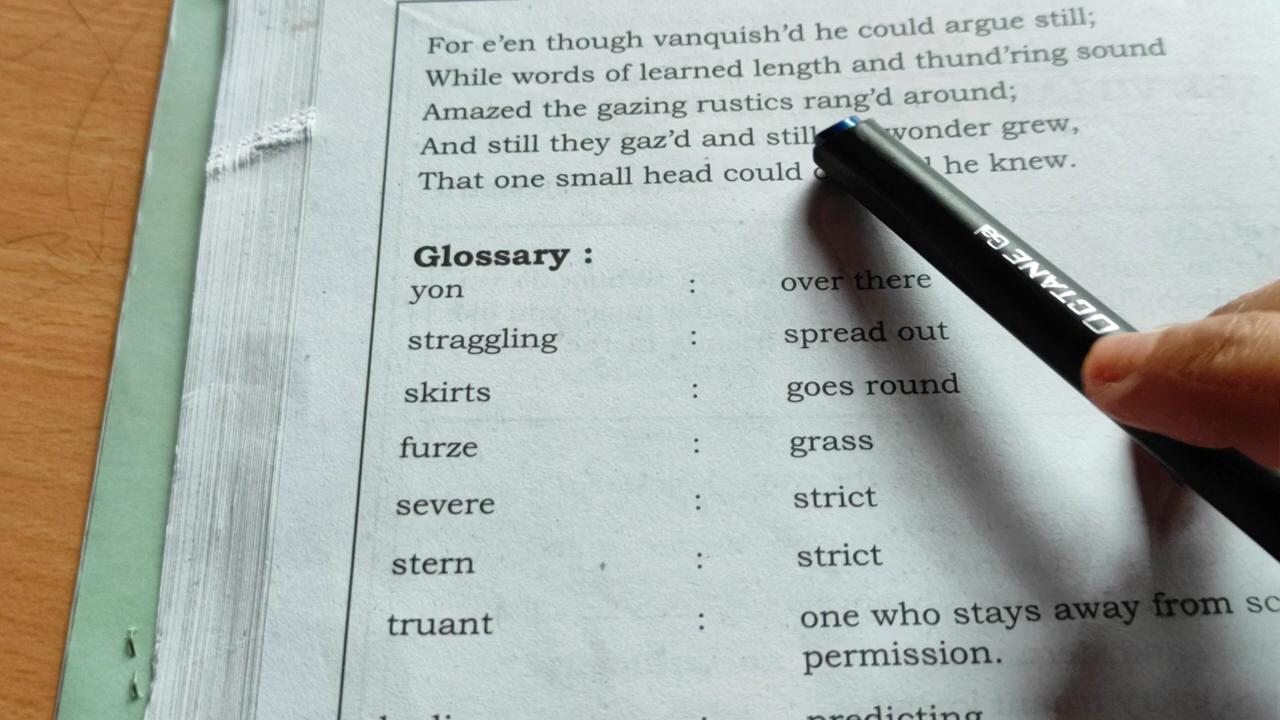 For e'en though vanquish'd he could argue still;
While words of learned length and thund'ring sound
Amazed the gazing rustics rang'd around;
And still they gaz'd and still wonder grew,
That one small head could he knew.
Glossary :
yon : over there
straggling : spread out
skirts : goes round
furze : grass
severe : strict
stern : strict
truant : one who stays away from
permission.
: predicting
OCTANE Gel